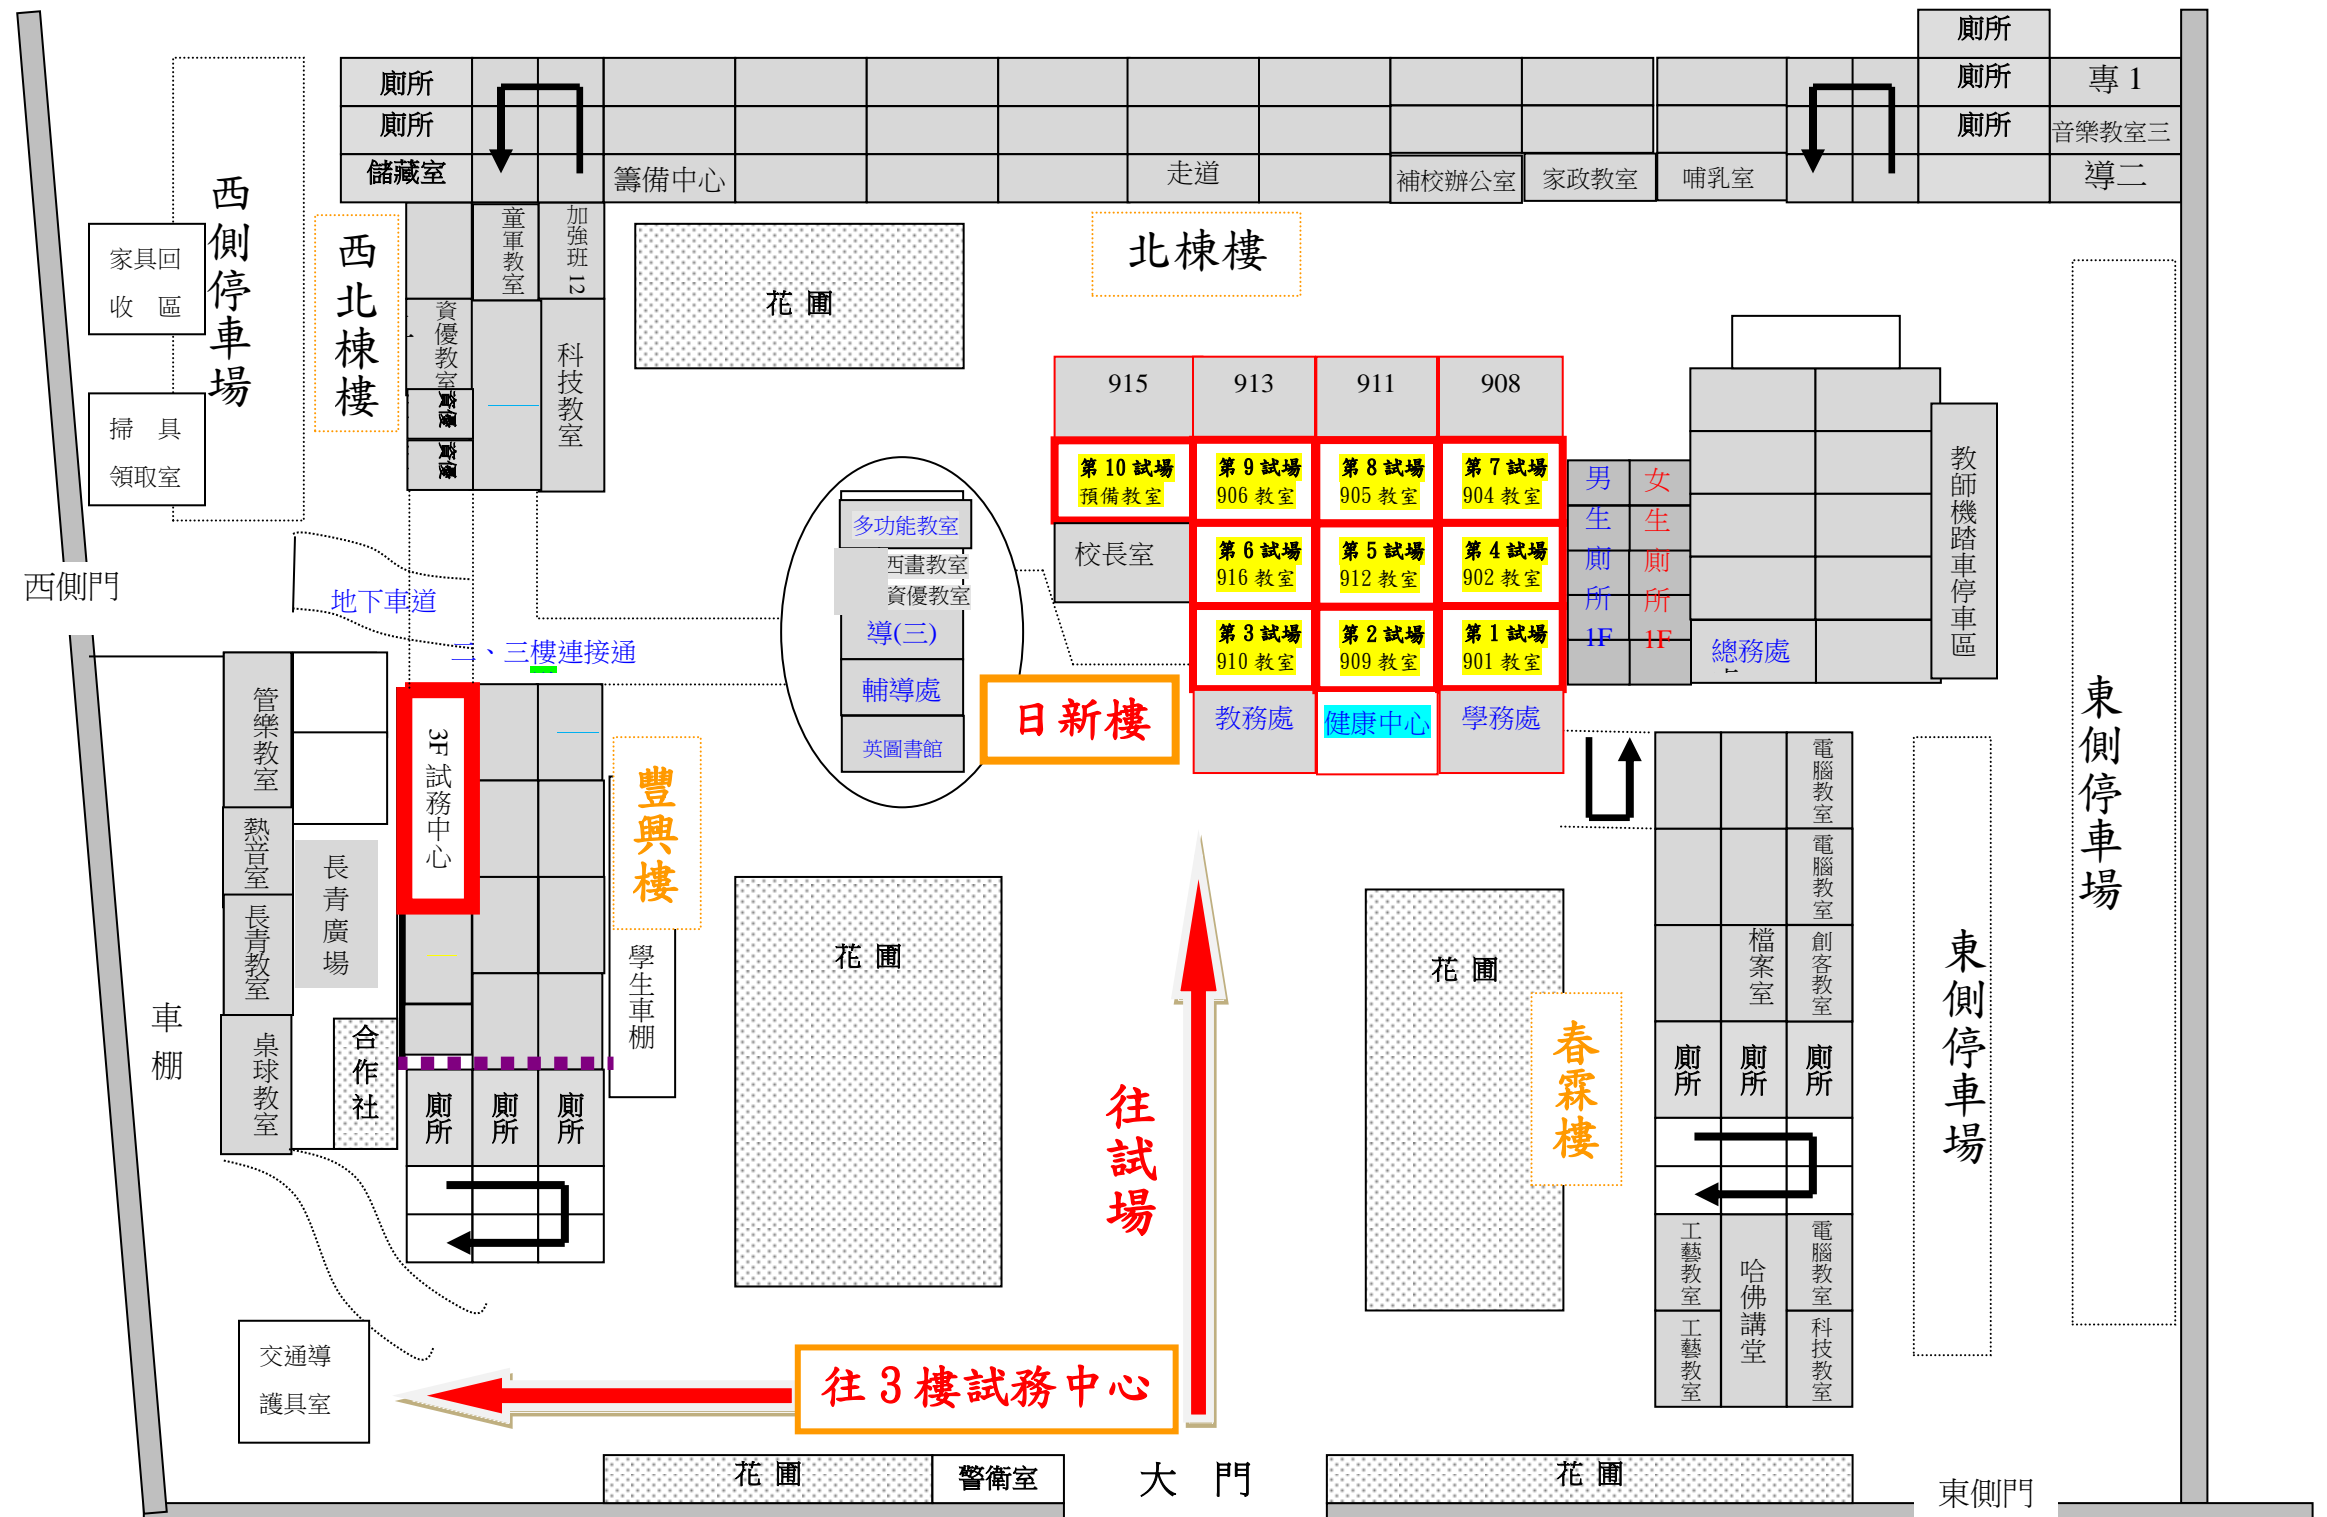 廁所
廁所
廁所
專 1
廁所
廁所
音樂教室三
儲藏室
籌備中心
走道
補校辦公室
家政教室
哺乳室
導二
西側停車場
家具回
收 區
掃 具
領取室
西北棟樓
童軍教室
加強班 12
資優教室
資優
資優
科技教室
花 圃
北棟樓
915
913
911
908
第 10 試場
預備教室
第 9 試場
906 教室
第 8 試場
905 教室
第 7 試場
904 教室
校長室
第 6 試場
916 教室
第 5 試場
912 教室
第 4 試場
902 教室
第 3 試場
910 教室
第 2 試場
909 教室
第 1 試場
901 教室
教務處
健康中心
學務處
男生廁所 1F
女生廁所 1F
總務處
教師機踏車停車區
多功能教室
西畫教室
資優教室
導(三)
輔導處
英圖書館
日新樓
西側門
地下車道
二、三樓連接通
管樂教室
熱音室
長青教室
桌球教室
長青廣場
3F 試務中心
豐興樓
學生車棚
車棚
合作社
廁所
廁所
廁所
花 圃
花 圃
往試場
春霖樓
電腦教室
電腦教室
檔案室
創客教室
廁所
廁所
廁所
工藝教室
工藝教室
哈佛講堂
電腦教室
科技教室
東側停車場
東側停車場
交通導
護具室
往 3 樓試務中心
花 圃
警衛室
大 門
花 圃
東側門